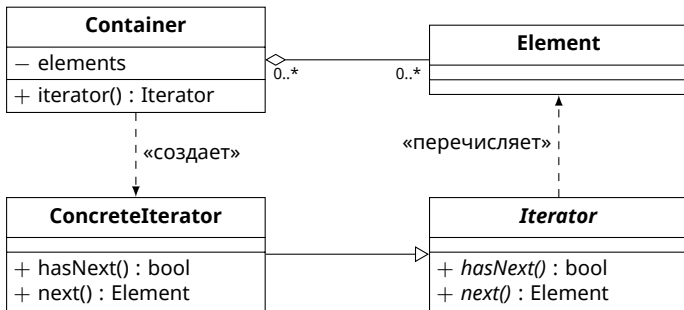 Container
− elements
+ iterator() : Iterator
0..*
0..*
Element
«создает»
«перечисляет»
ConcreteIterator
+ hasNext() : bool
+ next() : Element
Iterator
+ hasNext() : bool
+ next() : Element